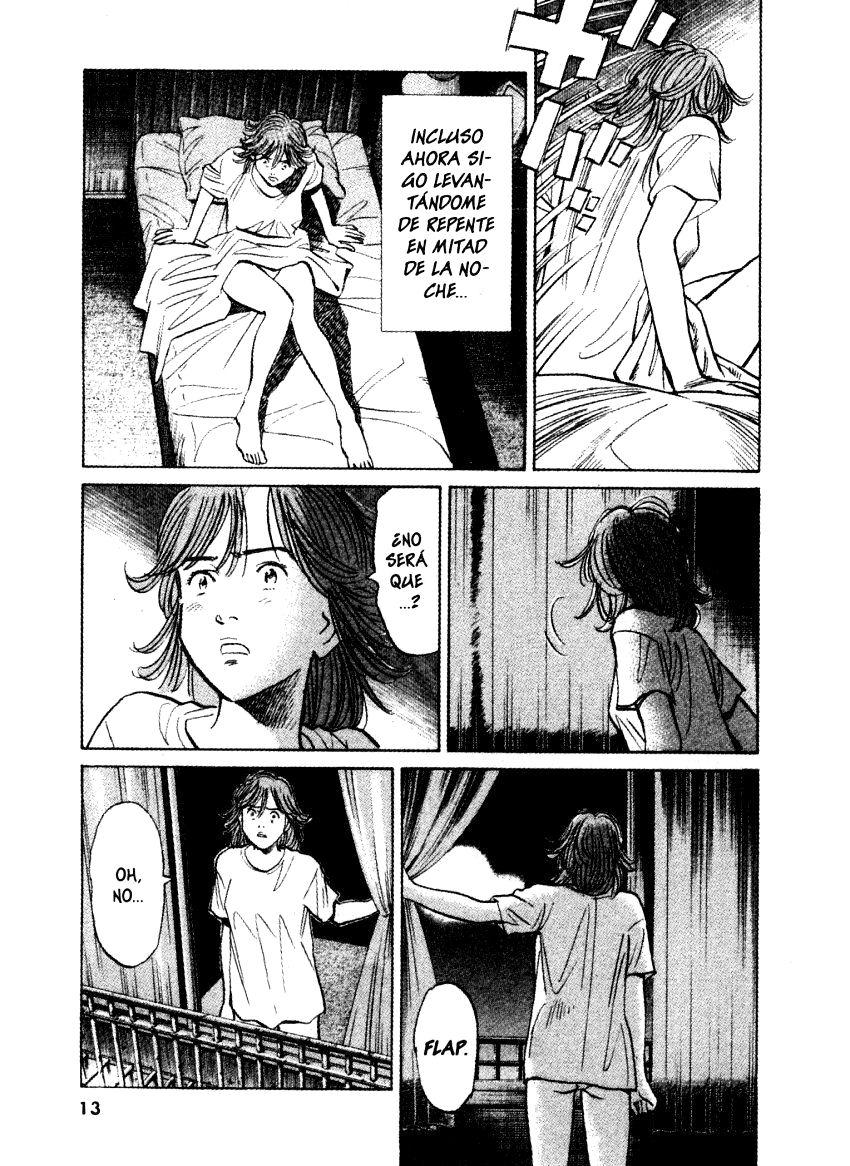 INCLUSO
AHORA SI-
GO LEVAN-
TÁNDOME
DE REPENTE
EN MITAD
DE LA NO-
CHE...
¿NO
SERÁ
QUE
...?
FLAP.
OH,
NO...
13